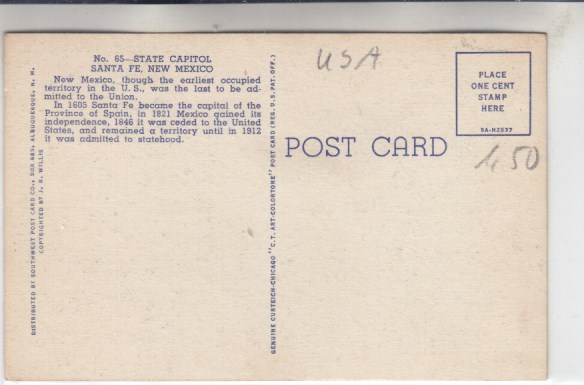 No. 65—STATE CAPITOL
SANTA FE, NEW MEXICO
New Mexico, though the earliest occupied
territory in the U. S., was the last to be ad-
mitted to the Union.
In 1605 Santa Fe became the capital of the
Province of Spain, in 1821 Mexico gained its
independence, 1846 it was ceded to the United
States, and remained a territory until in 1912
it was admitted to statehood.
DISTRIBUTED BY SOUTHWEST POST CARD CO., BOX 685, ALBUQUERQUE, N. M.
COPYRIGHTED BY J. R. WILLIS
GENUINE CURTEICH-CHICAGO "C.T. ART-COLORTONE" POST CARD (REG. U.S. PAT. OFF.)
USA
POST CARD
PLACE
ONE CENT
STAMP
HERE
5A-H2537
1,50